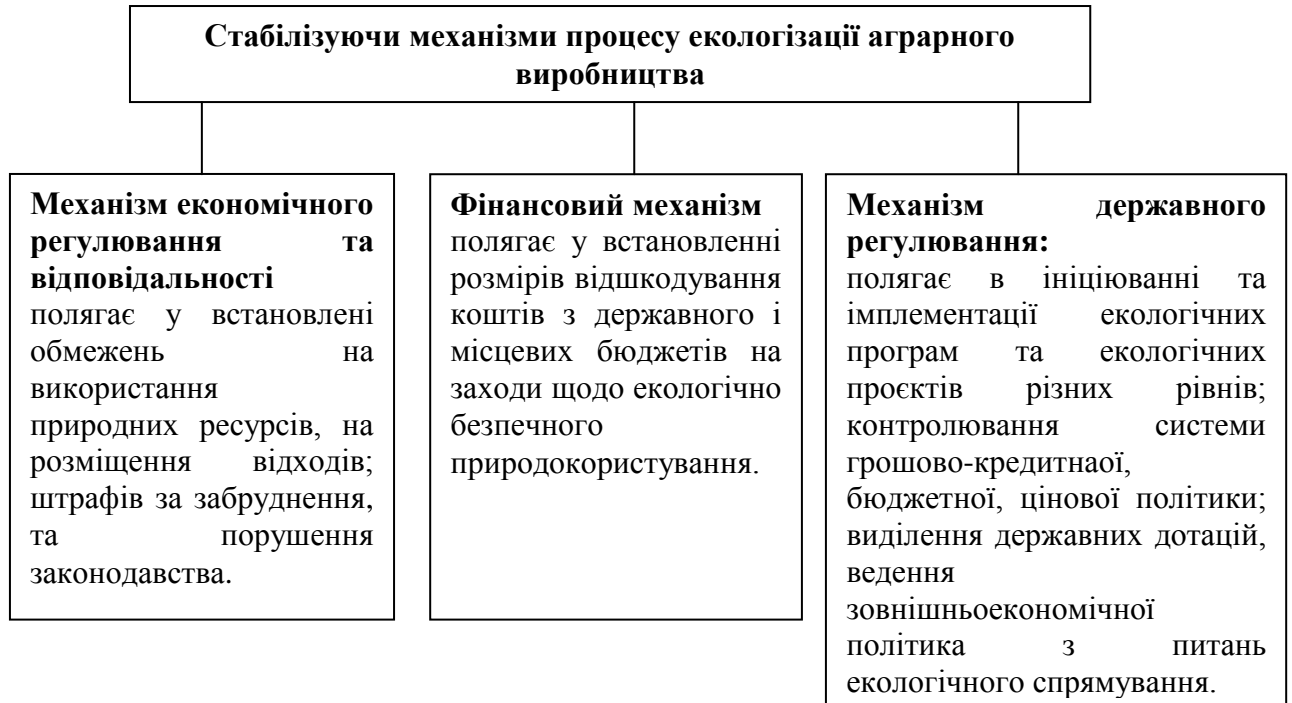 Стабілізуючи механізми процесу екологізації аграрного
виробництва
Механізм економічного
регулювання та
відповідальності
полягає у встановлені
обмежень на
використання
природних ресурсів, на
розміщення відходів;
штрафів за забруднення,
та порушення
законодавства.
Фінансовий механізм
полягає у встановленні
розмірів відшкодування
коштів з державного і
місцевих бюджетів на
заходи щодо екологічно
безпечного
природокористування.
Механізм державного
регулювання:
полягає в ініціюванні та
імплементації екологічних
програм та екологічних
проєктів різних рівнів;
контролювання системи
грошово-кредитнаої,
бюджетної, цінової політики;
виділення державних дотацій,
ведення
зовнішньоекономічної
політика з питань
екологічного спрямування.